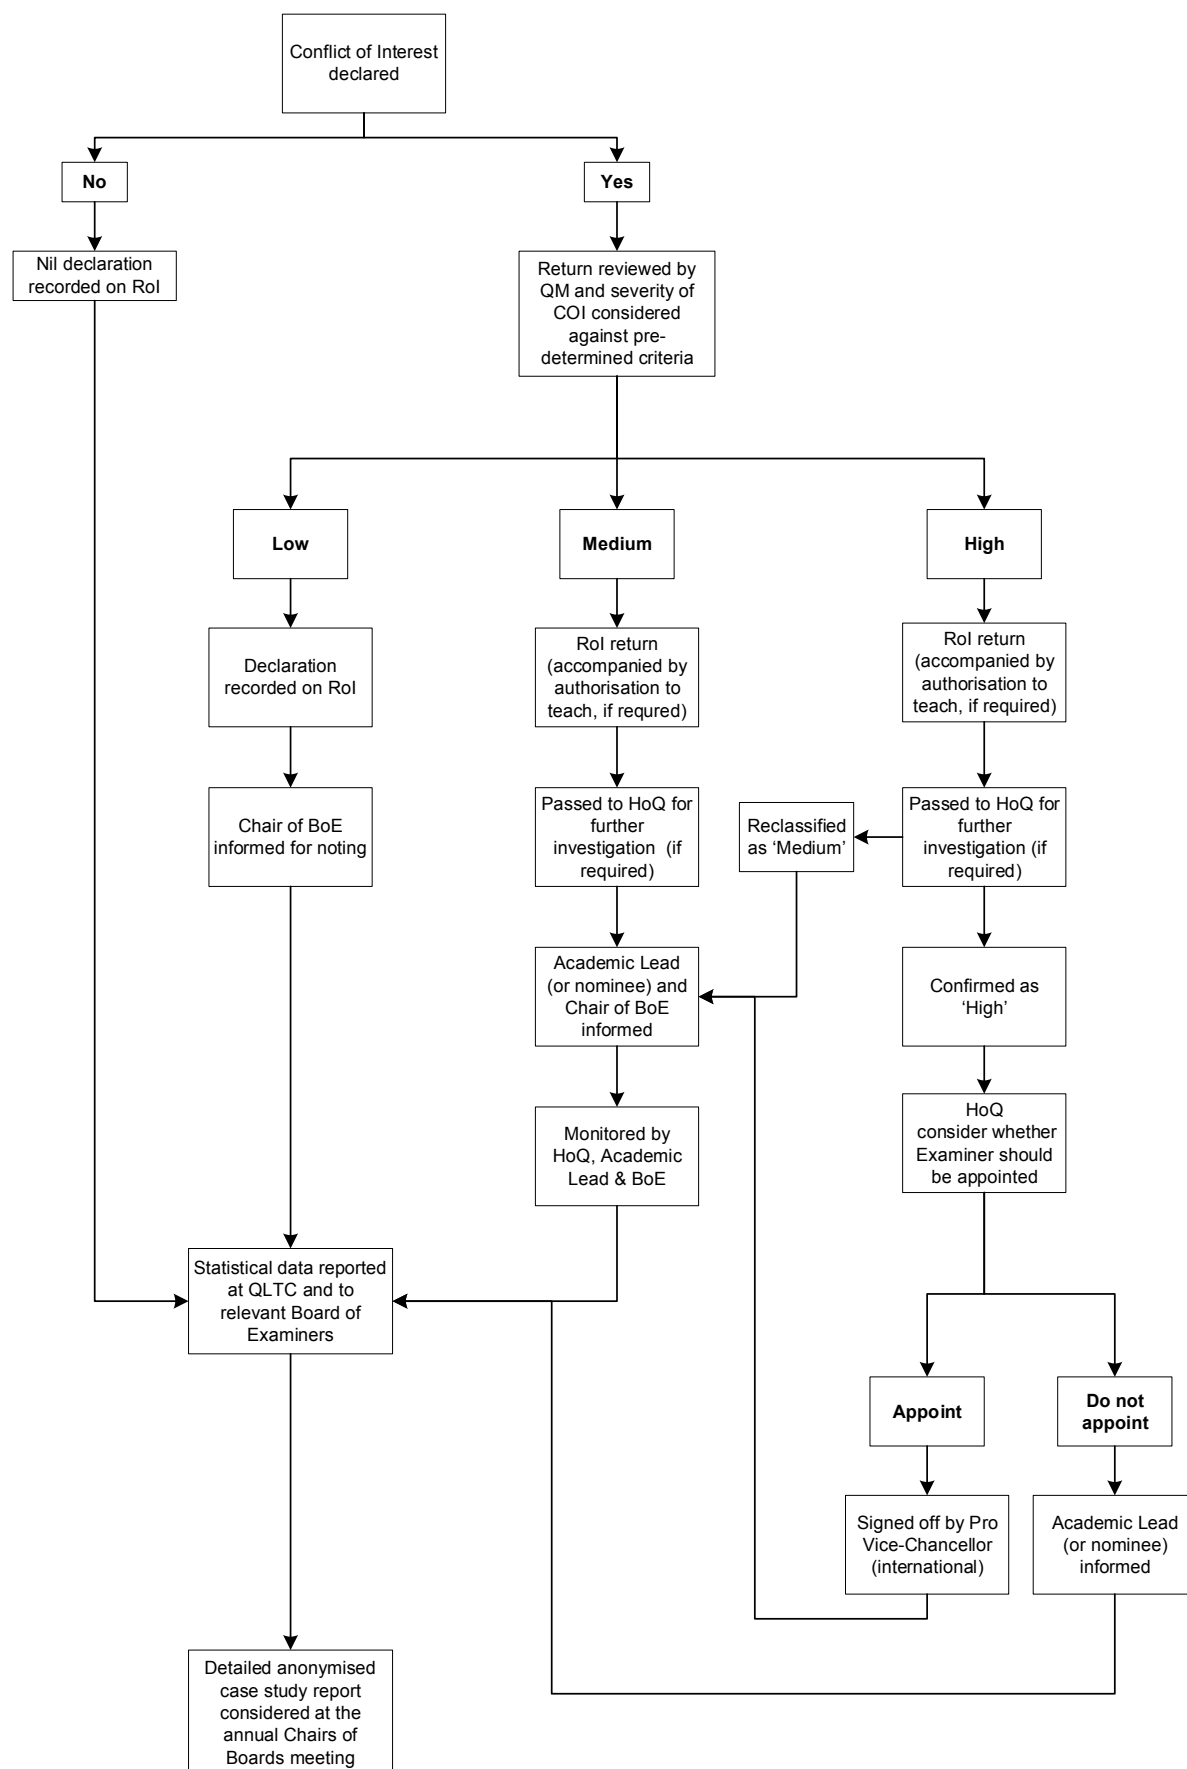 Conflict of Interest
declared
No
Yes
Nil declaration
recorded on RoI
Return reviewed by
QM and severity of
COI considered
against pre-
determined criteria
Low
Medium
High
Declaration
recorded on RoI
RoI return
(accompanied by
authorisation to
teach, if requred)
RoI return
(accompanied by
authorisation to
teach, if required)
Chair of BoE
informed for noting
Passed to HoQ for
further
investigation (if
required)
Reclassified
as ‘Medium’
Passed to HoQ for
further
investigation (if
required)
Academic Lead
(or nominee) and
Chair of BoE
informed
Confirmed as
‘High’
Monitored by
HoQ, Academic
Lead & BoE
HoQ
consider whether
Examiner should
be appointed
Statistical data reported
at QLTC and to
relevant Board of
Examiners
Appoint
Do not
appoint
Signed off by Pro
Vice-Chancellor
(international)
Academic Lead
(or nominee)
informed
Detailed anonymised
case study report
considered at the
annual Chairs of
Boards meeting